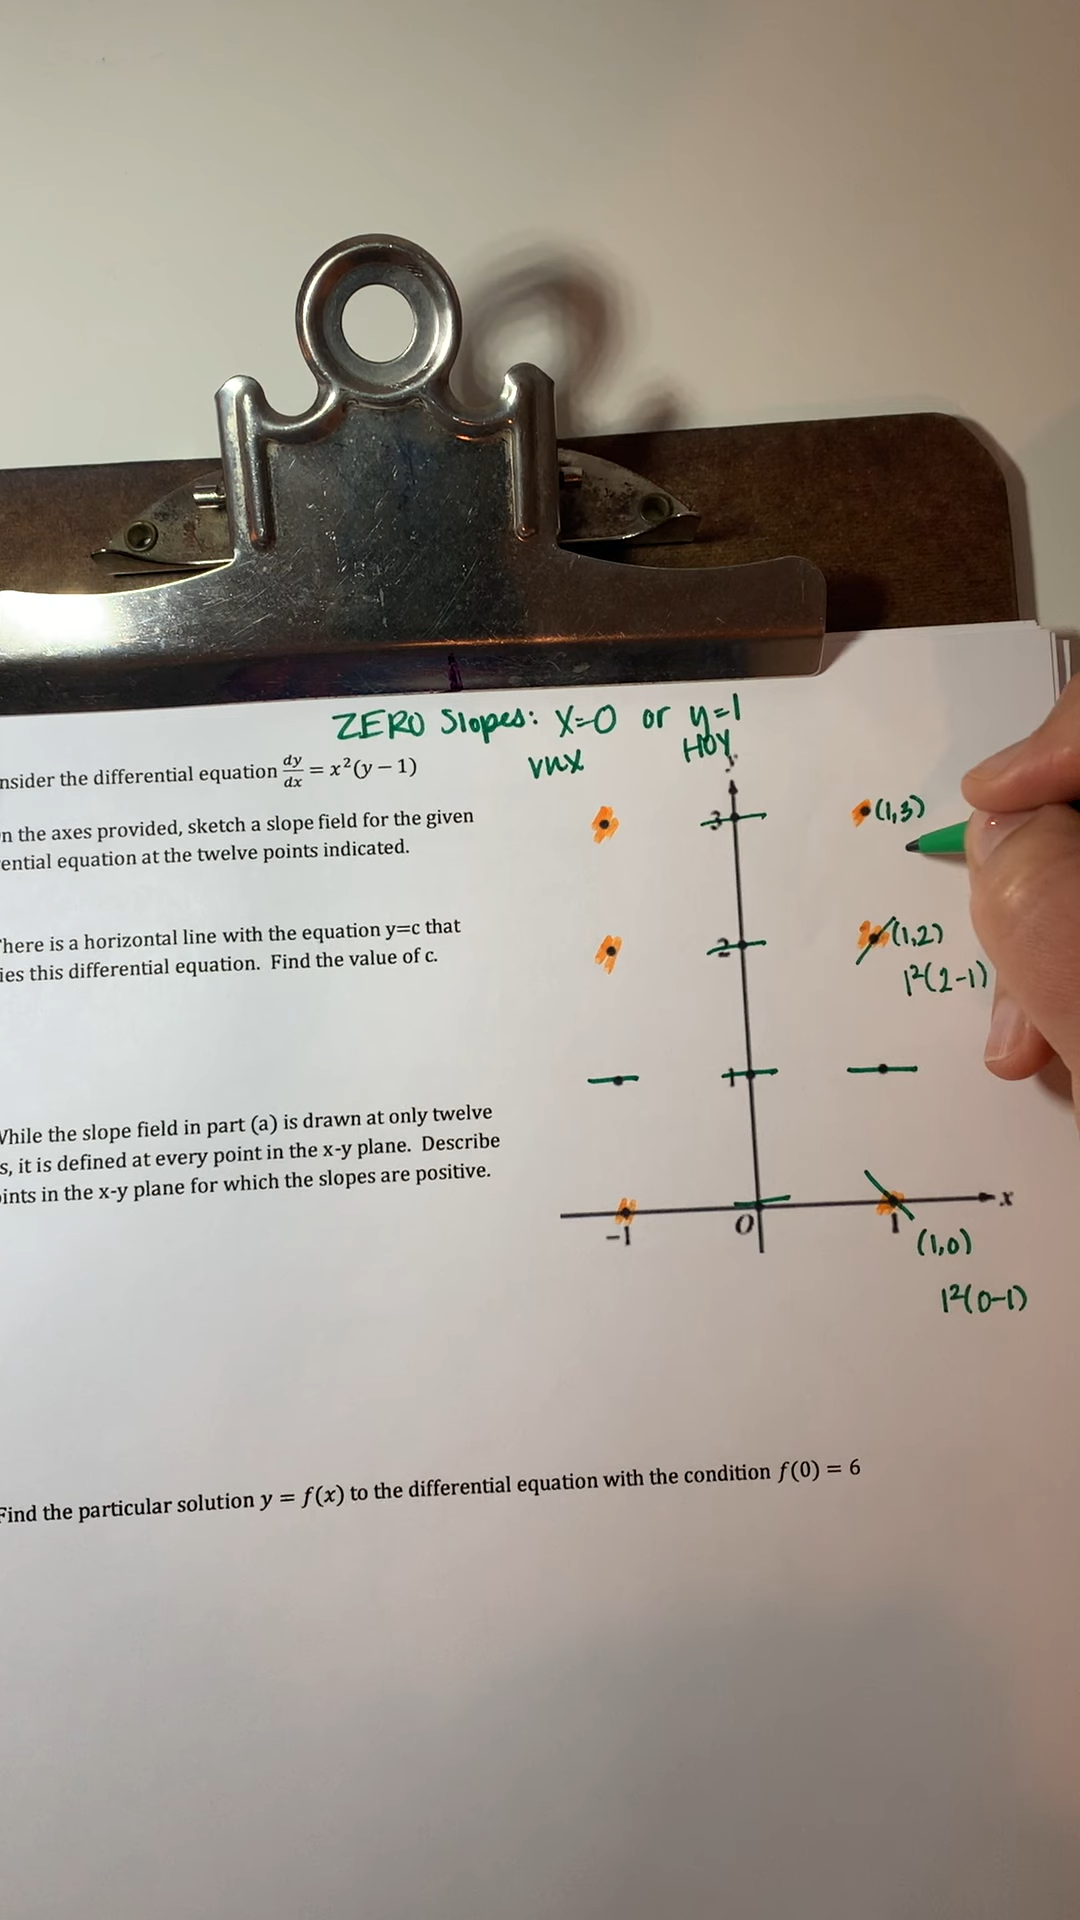 ZERO Slopes: x=0 or y=1
VUX HOY
nsider the differential equation dy/dx = x²(y − 1)
n the axes provided, sketch a slope field for the given
ential equation at the twelve points indicated.
here is a horizontal line with the equation y=c that
ies this differential equation. Find the value of c.
While the slope field in part (a) is drawn at only twelve
s, it is defined at every point in the x-y plane. Describe
oints in the x-y plane for which the slopes are positive.
3
(1,3)
2
(1,2)
1²(2-1)
1
-1
O
1
x
(1,0)
1²(0-1)
Find the particular solution y = f(x) to the differential equation with the condition f(0) = 6